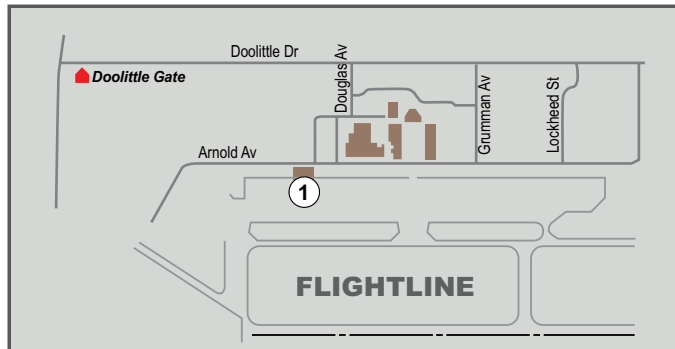 Doolittle Dr
Doolittle Gate
Douglas Av
Grumman Av
Lockheed St
Arnold Av
1
FLIGHTLINE